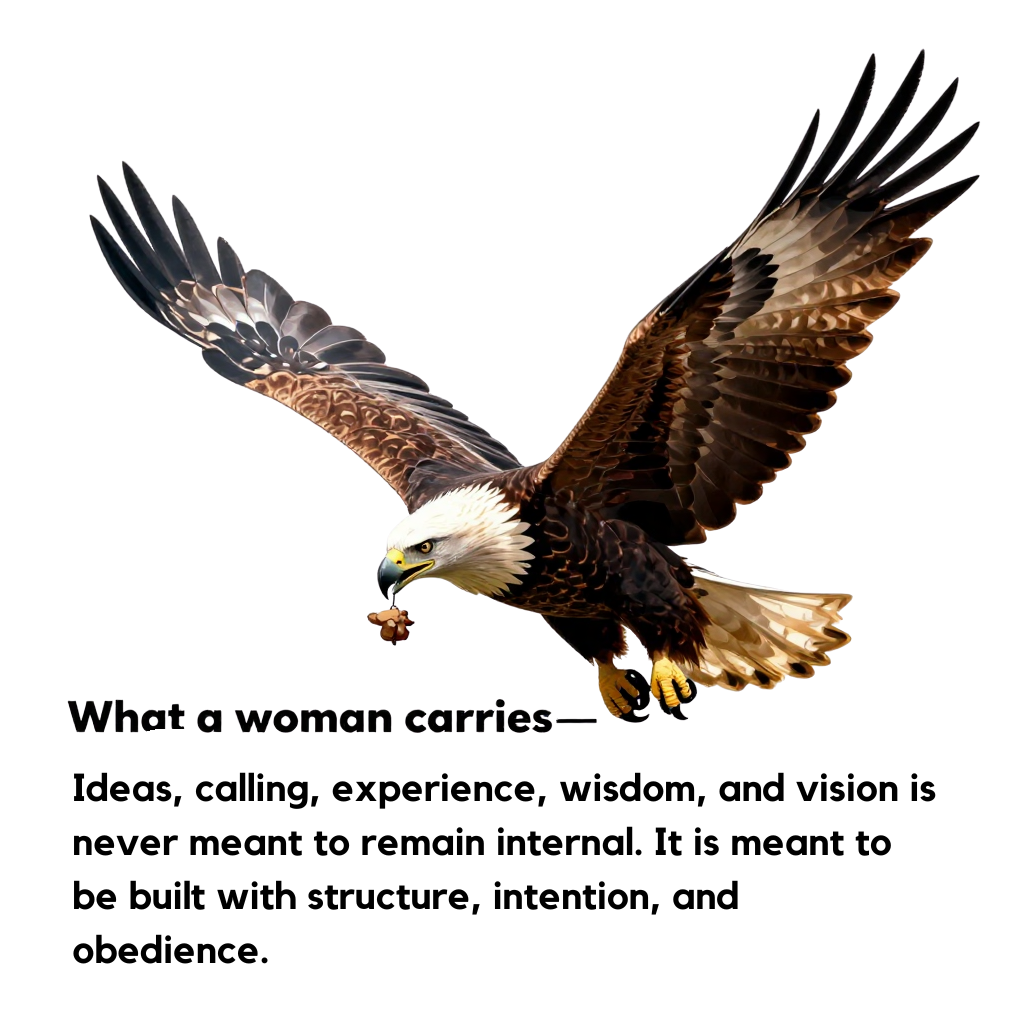 What a woman carries—
Ideas, calling, experience, wisdom, and vision is
never meant to remain internal. It is meant to
be built with structure, intention, and
obedience.